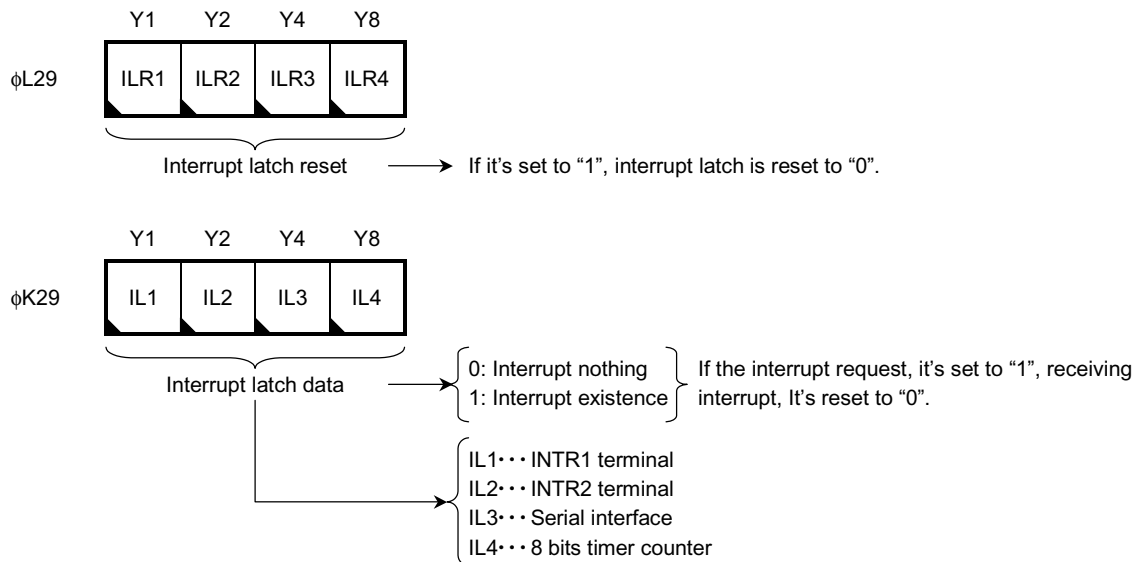 Y1 Y2 Y4 Y8
ϕL29 ILR1 ILR2 ILR3 ILR4
Interrupt latch reset If it’s set to “1”, interrupt latch is reset to “0”.
Y1 Y2 Y4 Y8
ϕK29 IL1 IL2 IL3 IL4
Interrupt latch data
0: Interrupt nothing
1: Interrupt existence
If the interrupt request, it’s set to “1”, receiving
interrupt, It’s reset to “0”.
IL1・・・ INTR1 terminal
IL2・・・ INTR2 terminal
IL3・・・ Serial interface
IL4・・・ 8 bits timer counter